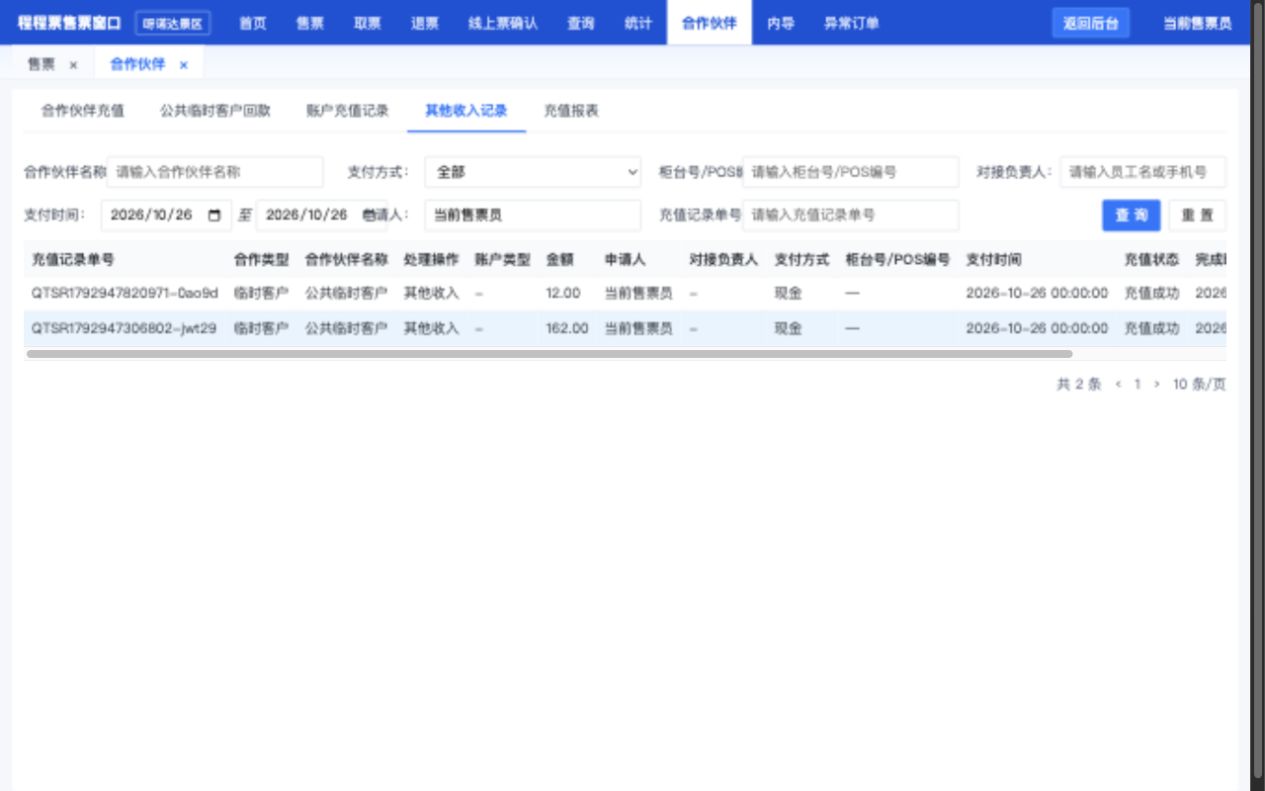 程程票售票窗口 呼诺达景区 首页 售票 取票 退票 线上票确认 查询 统计 合作伙伴 内导 异常订单 返回后台 当前售票员
售票 × 合作伙伴 ×
合作伙伴充值 公共临时客户回款 账户充值记录 其他收入记录 充值报表
合作伙伴名称 请输入合作伙伴名称 支付方式: 全部 柜台号/POS 请输入柜台号/POS编号 对接负责人: 请输入员工名或手机号
支付时间: 2026/10/26 至 2026/10/26 请人: 当前售票员 充值记录单号 请输入充值记录单号 查 询 重 置
充值记录单号 合作类型 合作伙伴名称 处理操作 账户类型 金额 申请人 对接负责人 支付方式 柜台号/POS编号 支付时间 充值状态 完成
QTSR1792947820971-0ao9d 临时客户 公共临时客户 其他收入 - 12.00 当前售票员 - 现金 — 2026-10-26 00:00:00 充值成功 2026
QTSR1792947306802-jwt29 临时客户 公共临时客户 其他收入 - 162.00 当前售票员 - 现金 — 2026-10-26 00:00:00 充值成功 2026
共 2 条 < 1 > 10 条/页